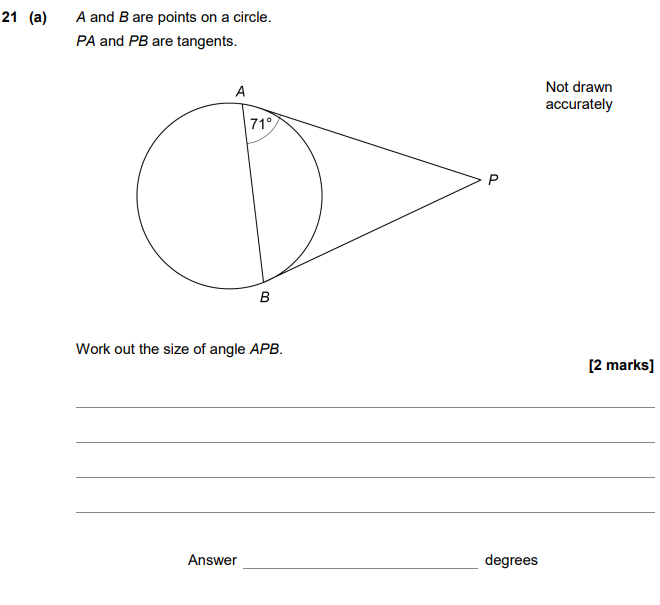 21 (a) A and B are points on a circle.
PA and PB are tangents.
Not drawn
accurately
A
71°
P
B
Work out the size of angle APB.
[2 marks]
Answer
degrees